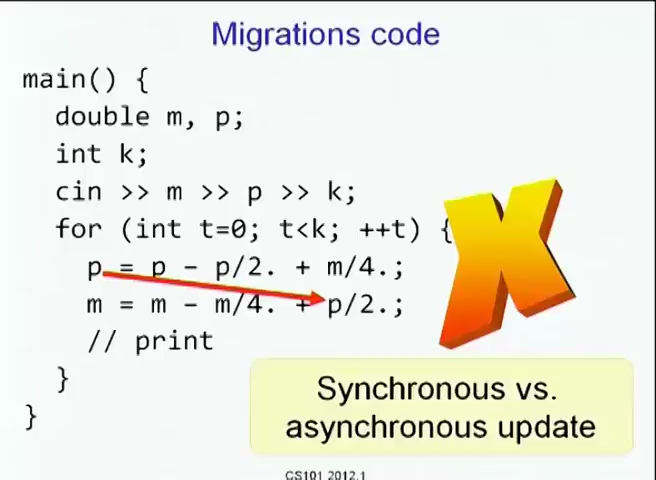 Migrations code
main() {
double m, p;
int k;
cin >> m >> p >> k;
for (int t=0; t<k; ++t) {
p = p - p/2. + m/4.;
m = m - m/4. + p/2.;
// print
}
}
X
Synchronous vs.
asynchronous update
CS101 2012.1